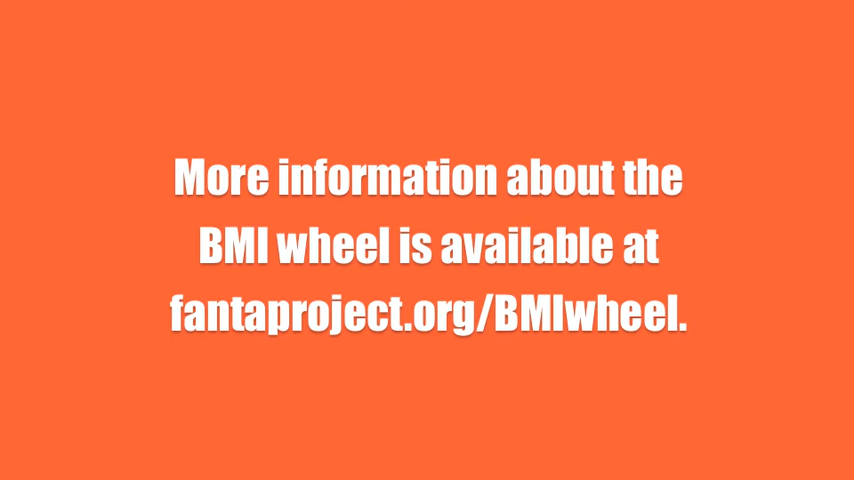 More information about the
BMI wheel is available at
fantaproject.org/BMIwheel.